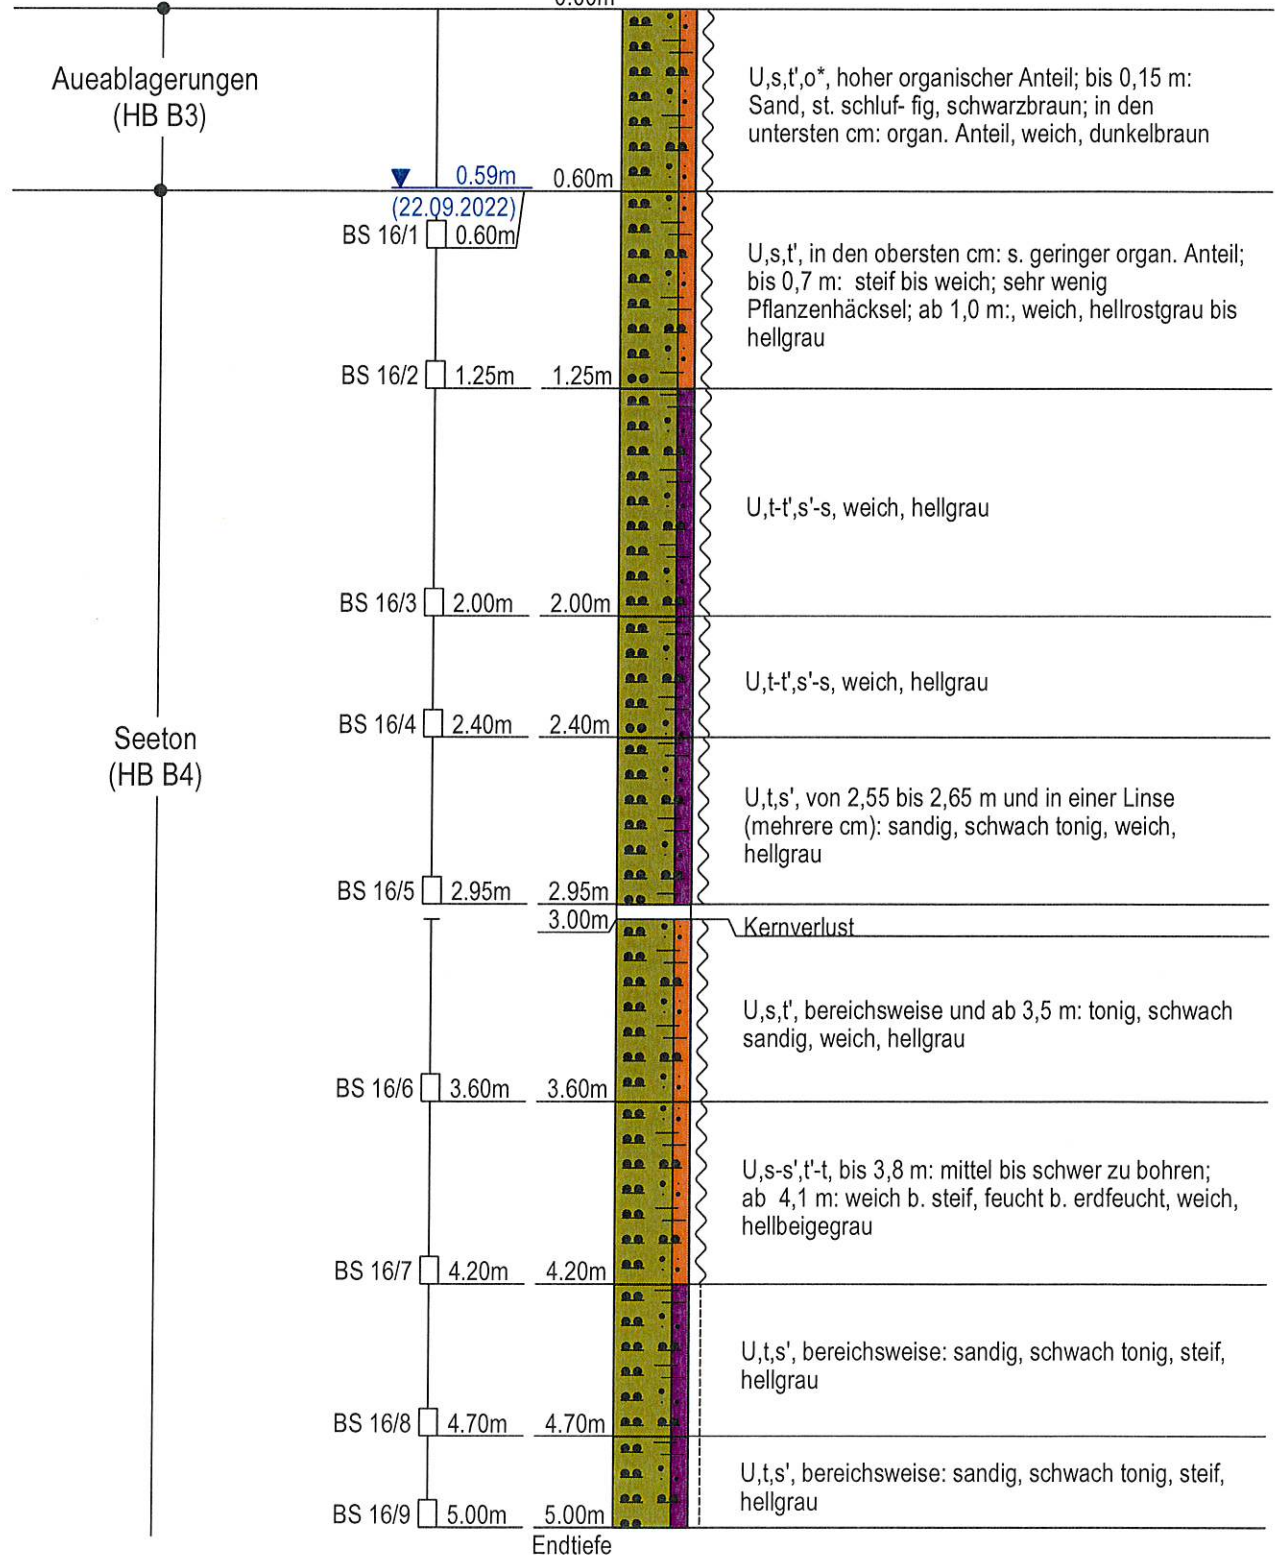 0.00m
Aueablagerungen
(HB B3)
U,s,t',o*, hoher organischer Anteil; bis 0,15 m:
Sand, st. schluf- fig, schwarzbraun; in den
untersten cm: organ. Anteil, weich, dunkelbraun
0.59m
0.60m
(22.09.2022)
BS 16/1
0.60m
U,s,t', in den obersten cm: s. geringer organ. Anteil;
bis 0,7 m: steif bis weich; sehr wenig
Pflanzenhäcksel; ab 1,0 m:, weich, hellrostgrau bis
hellgrau
BS 16/2
1.25m
1.25m
U,t-t',s'-s, weich, hellgrau
BS 16/3
2.00m
2.00m
U,t-t',s'-s, weich, hellgrau
BS 16/4
2.40m
2.40m
Seeton
(HB B4)
U,t,s', von 2,55 bis 2,65 m und in einer Linse
(mehrere cm): sandig, schwach tonig, weich,
hellgrau
BS 16/5
2.95m
2.95m
3.00m
Kernverlust
U,s,t', bereichsweise und ab 3,5 m: tonig, schwach
sandig, weich, hellgrau
BS 16/6
3.60m
3.60m
U,s-s',t'-t, bis 3,8 m: mittel bis schwer zu bohren;
ab 4,1 m: weich b. steif, feucht b. erdfeucht, weich,
hellbeigegrau
BS 16/7
4.20m
4.20m
U,t,s', bereichsweise: sandig, schwach tonig, steif,
hellgrau
BS 16/8
4.70m
4.70m
U,t,s', bereichsweise: sandig, schwach tonig, steif,
hellgrau
BS 16/9
5.00m
5.00m
Endtiefe